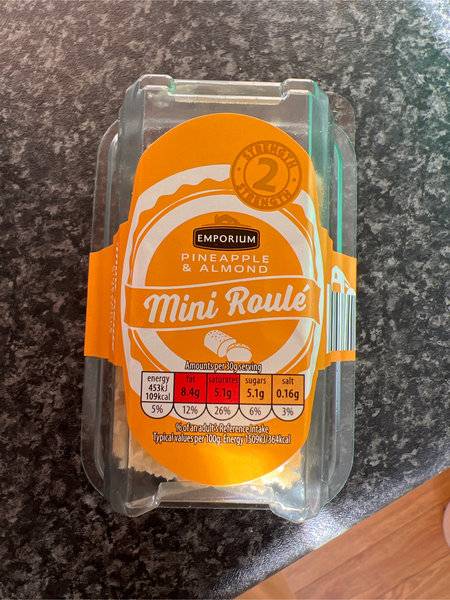 STRENGTH
2
STRENGTH
EMPORIUM
PINEAPPLE
& ALMOND
Mini Roulé
Amounts per 30g serving
energy fat saturates sugars salt
453kJ 8.4g 5.1g 5.1g 0.16g
109kcal
5% 12% 26% 6% 3%
% of an adult's Reference Intake
Typical values per 100g: Energy 1509kJ/364kcal